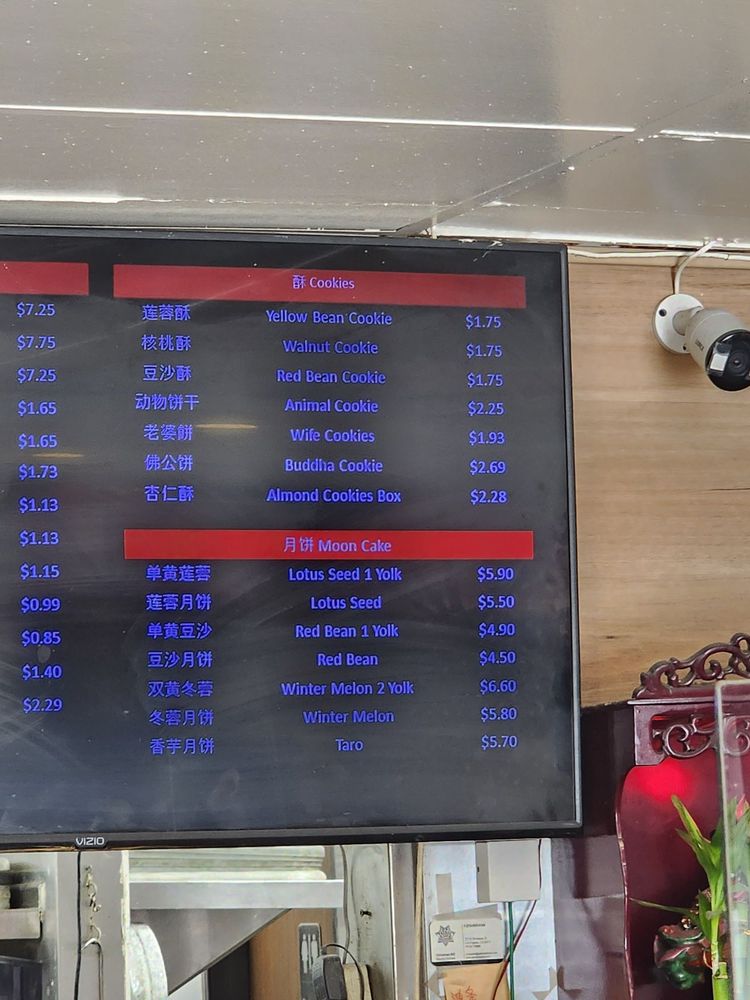 $7.25
$7.75
$7.25
$1.65
$1.65
$1.73
$1.13
$1.13
$1.15
$0.99
$0.85
$1.40
$2.29
酥 Cookies
莲蓉酥 Yellow Bean Cookie $1.75
核桃酥 Walnut Cookie $1.75
豆沙酥 Red Bean Cookie $1.75
动物饼干 Animal Cookie $2.25
老婆餅 Wife Cookies $1.93
佛公饼 Buddha Cookie $2.69
杏仁酥 Almond Cookies Box $2.28
月饼 Moon Cake
单黄莲蓉 Lotus Seed 1 Yolk $5.90
莲蓉月饼 Lotus Seed $5.50
单黄豆沙 Red Bean 1 Yolk $4.90
豆沙月饼 Red Bean $4.50
双黄冬蓉 Winter Melon 2 Yolk $6.60
冬蓉月饼 Winter Melon $5.80
香芋月饼 Taro $5.70
VIZIO